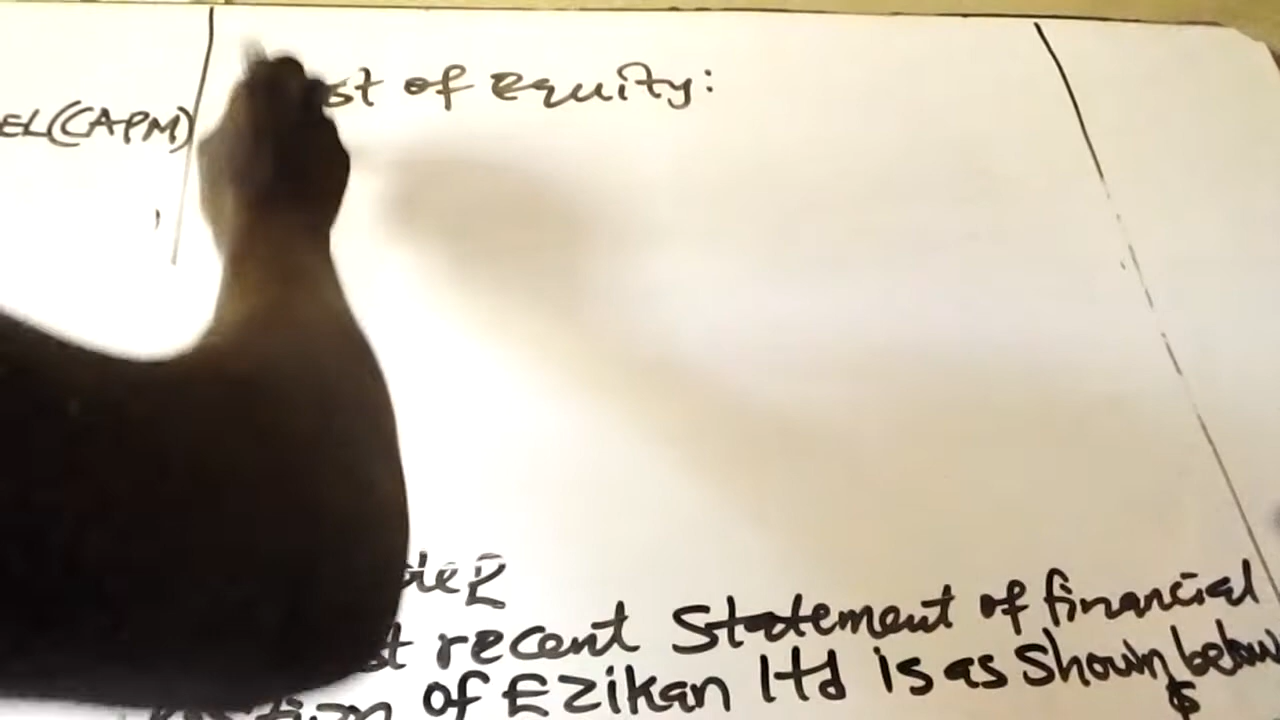 EL(CAPM)
st of equity:
recent Statement of financial
of Ezikan ltd is as Shown below
$